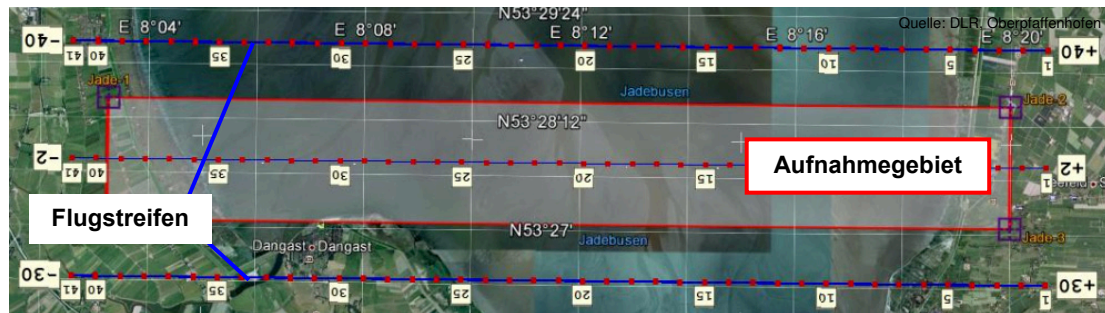 N53°29'24"
Quelle: DLR, Oberpfaffenhofen
E 8°04' E 8°08' E 8°12' E 8°16' E 8°20'
-40 41 40 35 30 25 20 15 10 5 1 +40
Jade-1 Jadebusen Jade-2
N53°28'12"
-2 41 40 35 30 25 20 15 1 +2
Aufnahmegebiet
Flugstreifen
N53°27'
Jadebusen Jade-3
Dangast Dangast
-30 41 40 35 30 25 20 15 10 5 1 +30